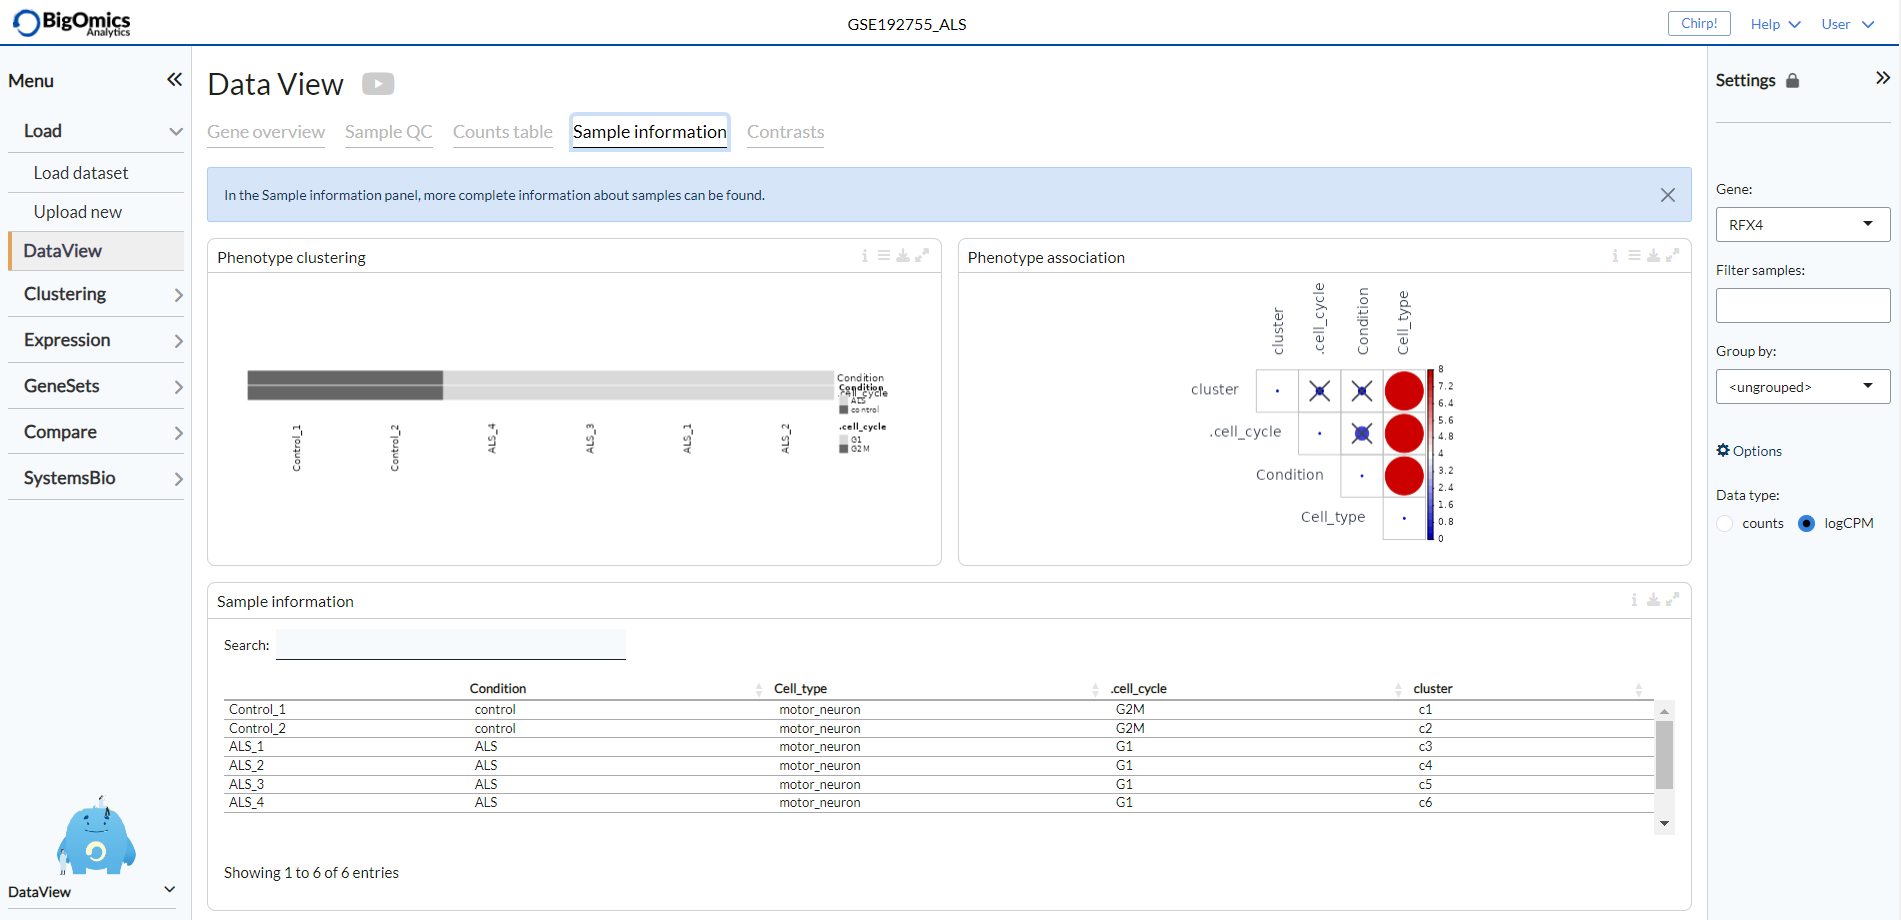 BigOmics
Analytics
GSE192755_ALS
Chirp!
Help
User
Menu
Load
Load dataset
Upload new
DataView
Clustering
Expression
GeneSets
Compare
SystemsBio
DataView
Data View
Gene overview
Sample QC
Counts table
Sample information
Contrasts
In the Sample information panel, more complete information about samples can be found.
Phenotype clustering
Condition
Condition
.cell_cycle
ALS
control
.cell_cycle
G1
G2M
Control_1
Control_2
ALS_4
ALS_3
ALS_1
ALS_2
Phenotype association
cluster
.cell_cycle
Condition
Cell_type
cluster
.cell_cycle
Condition
Cell_type
8
7.2
6.4
5.6
4.8
4
3.2
2.4
1.6
0.8
0
Sample information
Search:
Condition Cell_type .cell_cycle cluster
Control_1 control motor_neuron G2M c1
Control_2 control motor_neuron G2M c2
ALS_1 ALS motor_neuron G1 c3
ALS_2 ALS motor_neuron G1 c4
ALS_3 ALS motor_neuron G1 c5
ALS_4 ALS motor_neuron G1 c6
Showing 1 to 6 of 6 entries
Settings
Gene:
RFX4
Filter samples:
Group by:
<ungrouped>
Options
Data type:
counts logCPM